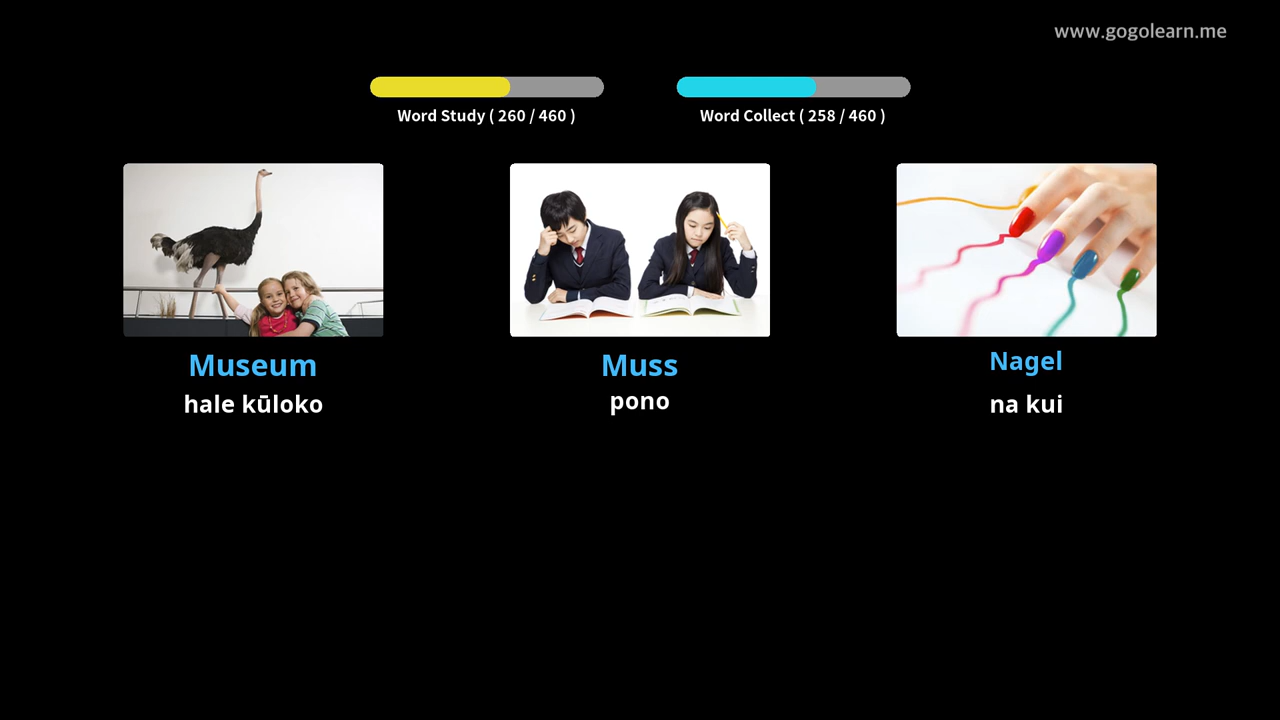 www.gogolearn.me
Word Study ( 260 / 460 )
Word Collect ( 258 / 460 )
Museum
hale kūloko
Muss
pono
Nagel
na kui